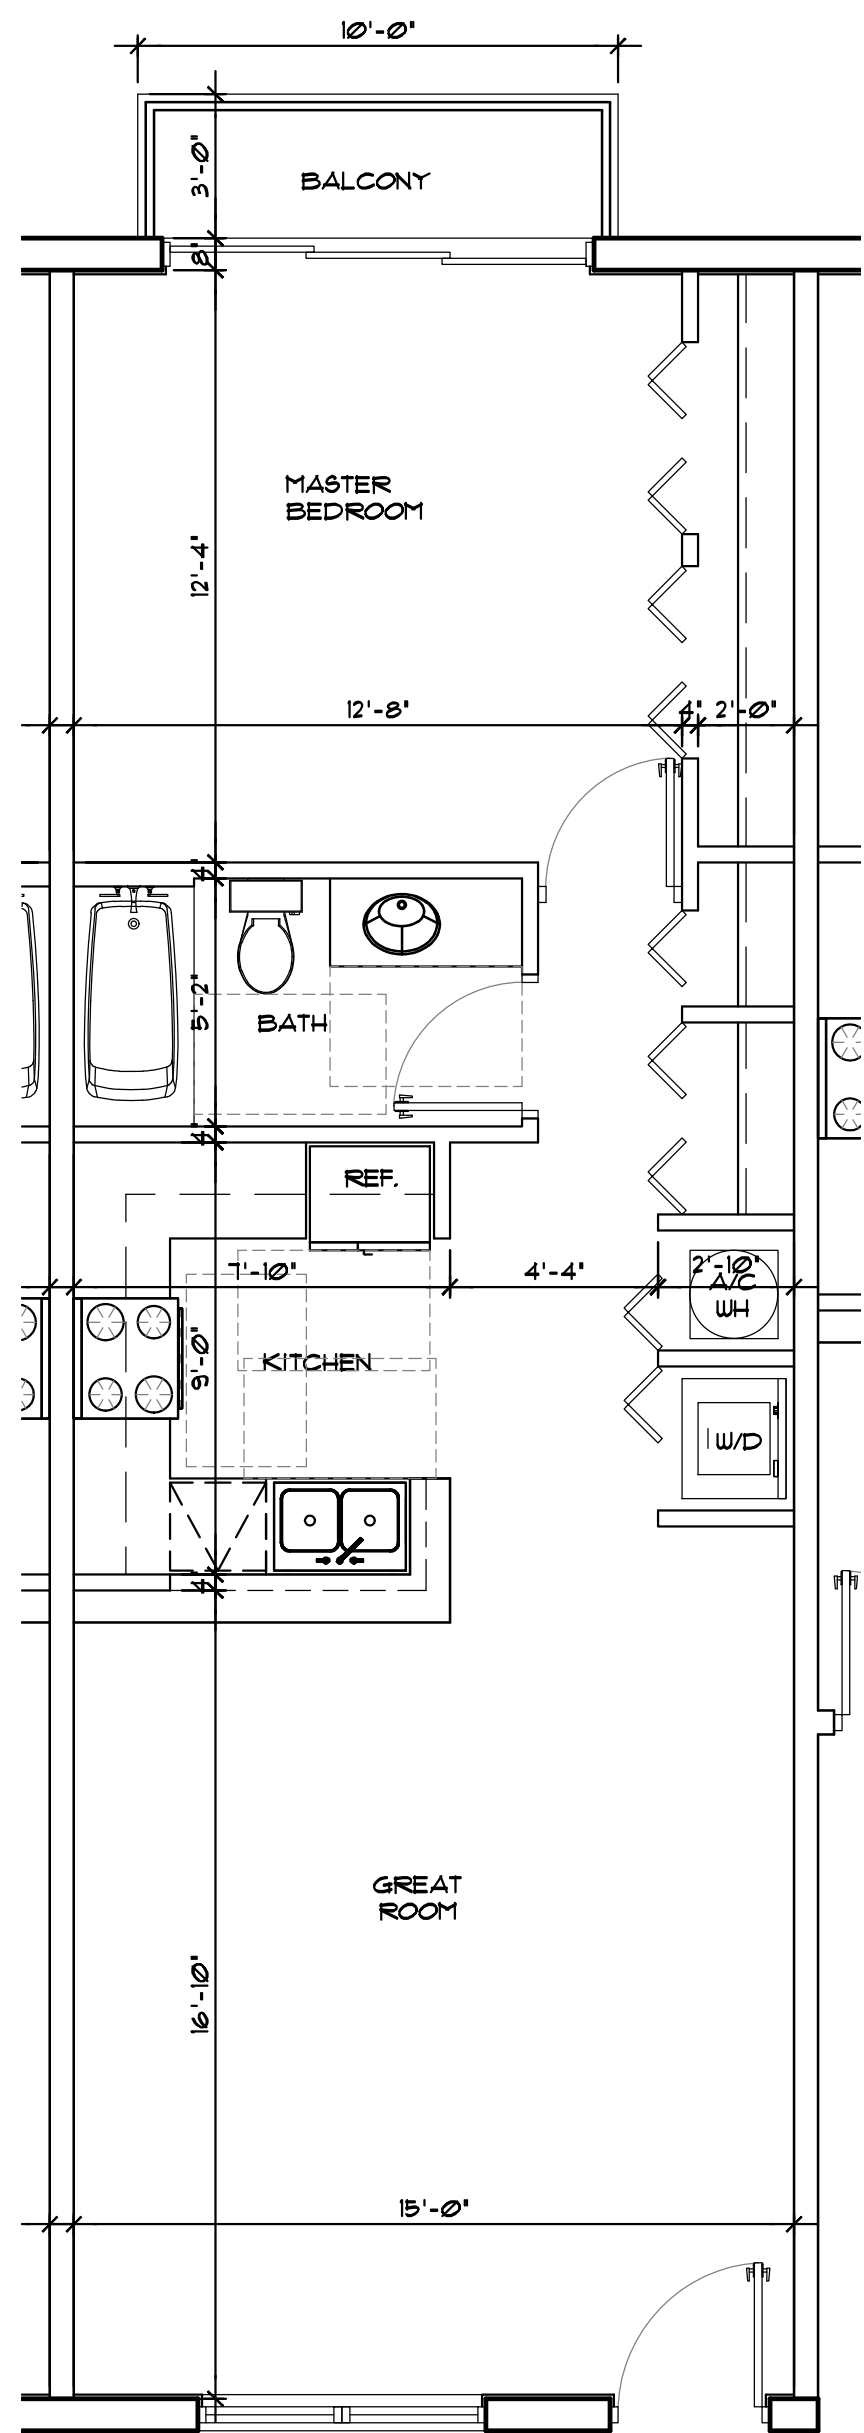 10'-0"
3'-0"
BALCONY
8"
MASTER
BEDROOM
12'-4"
12'-8"
4"
2'-0"
4"
5'-2"
BATH
4"
REF.
7'-10"
4'-4"
2'-10"
A/C
WH
9'-0"
KITCHEN
W/D
4"
GREAT
ROOM
16'-10"
15'-0"